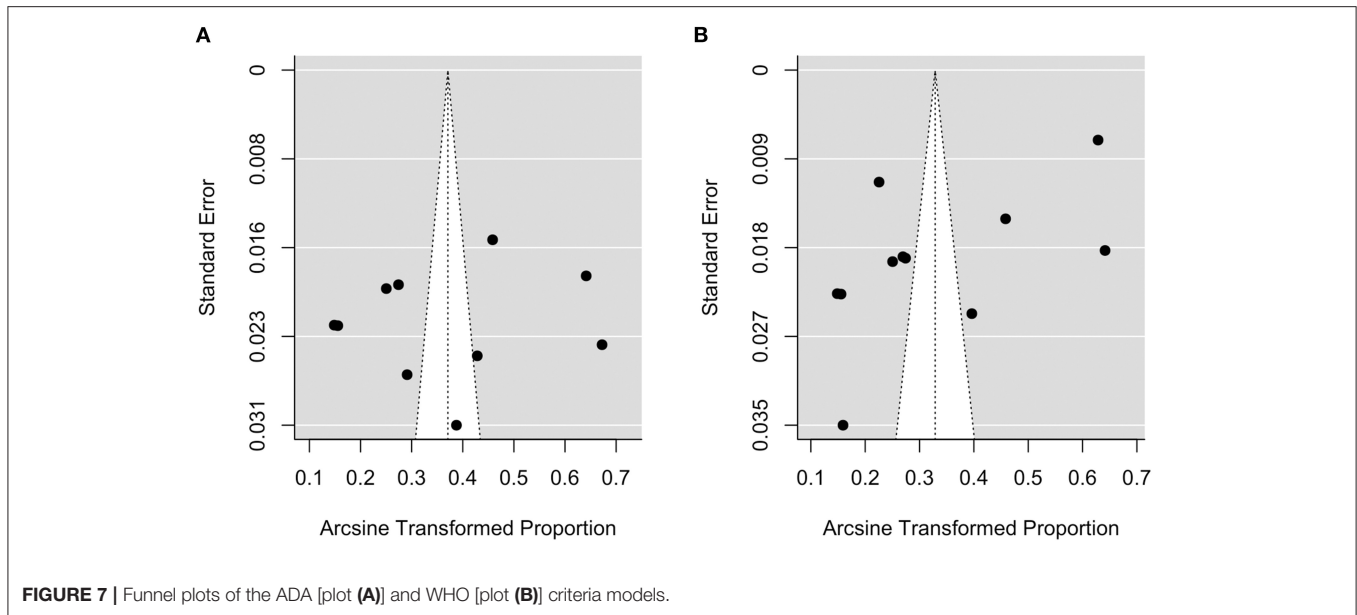 A
B
0
0.008
0.016
0.023
0.031
Standard Error
0.1 0.2 0.3 0.4 0.5 0.6 0.7
Arcsine Transformed Proportion
0
0.009
0.018
0.027
0.035
Standard Error
0.1 0.2 0.3 0.4 0.5 0.6 0.7
Arcsine Transformed Proportion
FIGURE 7 | Funnel plots of the ADA [plot (A)] and WHO [plot (B)] criteria models.